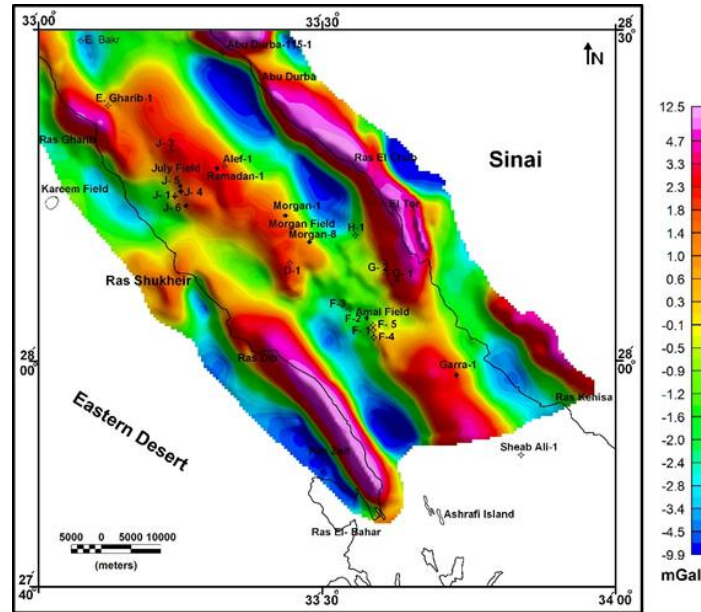 33 00
33 30
28
30
E. Bakr
Abu Durba-115-1
N
Abu Durba
E. Gharib-1
Ras Gharib
J- 3
Ras El Ghab
Sinai
July Field
Alef-1
J- 5
Ramadan-1
Kareem Field
J- 1
J- 4
J- 6
El Tor
Morgan-1
Morgan Field
H-1
Morgan-8
D-1
G- 2
G- 1
Ras Shukheir
F-3
Amal Field
F-2
F- 5
F- 1
F-4
Ras Dib
28
00
Garra-1
Ras Kenisa
Eastern Desert
Ras Zeit
Sheab Ali-1
Ashrafi Island
Ras El- Bahar
5000 0 5000 10000
(meters)
27
40
33 30
34 00
12.5
4.7
3.3
2.4
1.8
1.4
1.0
0.6
0.3
-0.1
-0.5
-0.9
-1.2
-1.6
-2.0
-2.4
-2.8
-3.4
-4.5
-9.9
mGal